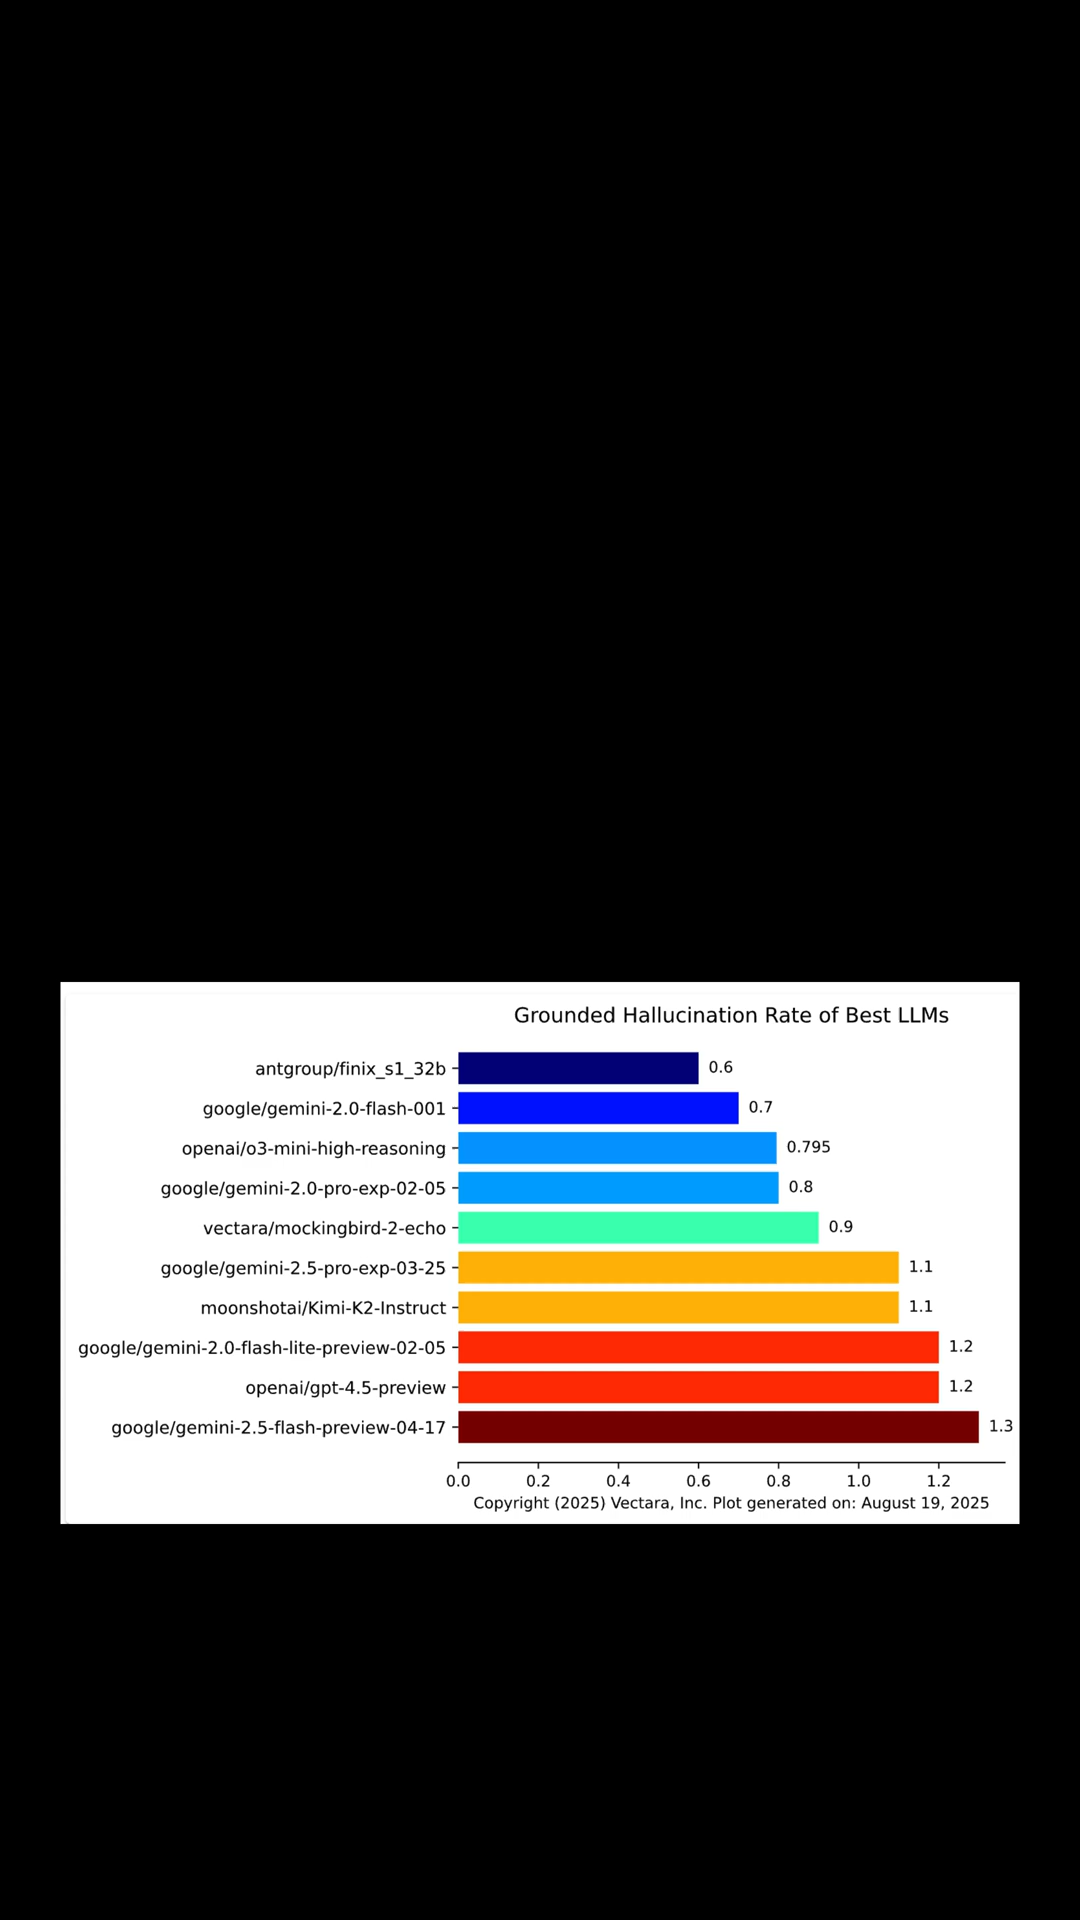 Grounded Hallucination Rate of Best LLMs
antgroup/finix_s1_32b 0.6
google/gemini-2.0-flash-001 0.7
openai/o3-mini-high-reasoning 0.795
google/gemini-2.0-pro-exp-02-05 0.8
vectara/mockingbird-2-echo 0.9
google/gemini-2.5-pro-exp-03-25 1.1
moonshotai/Kimi-K2-Instruct 1.1
google/gemini-2.0-flash-lite-preview-02-05 1.2
openai/gpt-4.5-preview 1.2
google/gemini-2.5-flash-preview-04-17 1.3
0.0 0.2 0.4 0.6 0.8 1.0 1.2
Copyright (2025) Vectara, Inc. Plot generated on: August 19, 2025